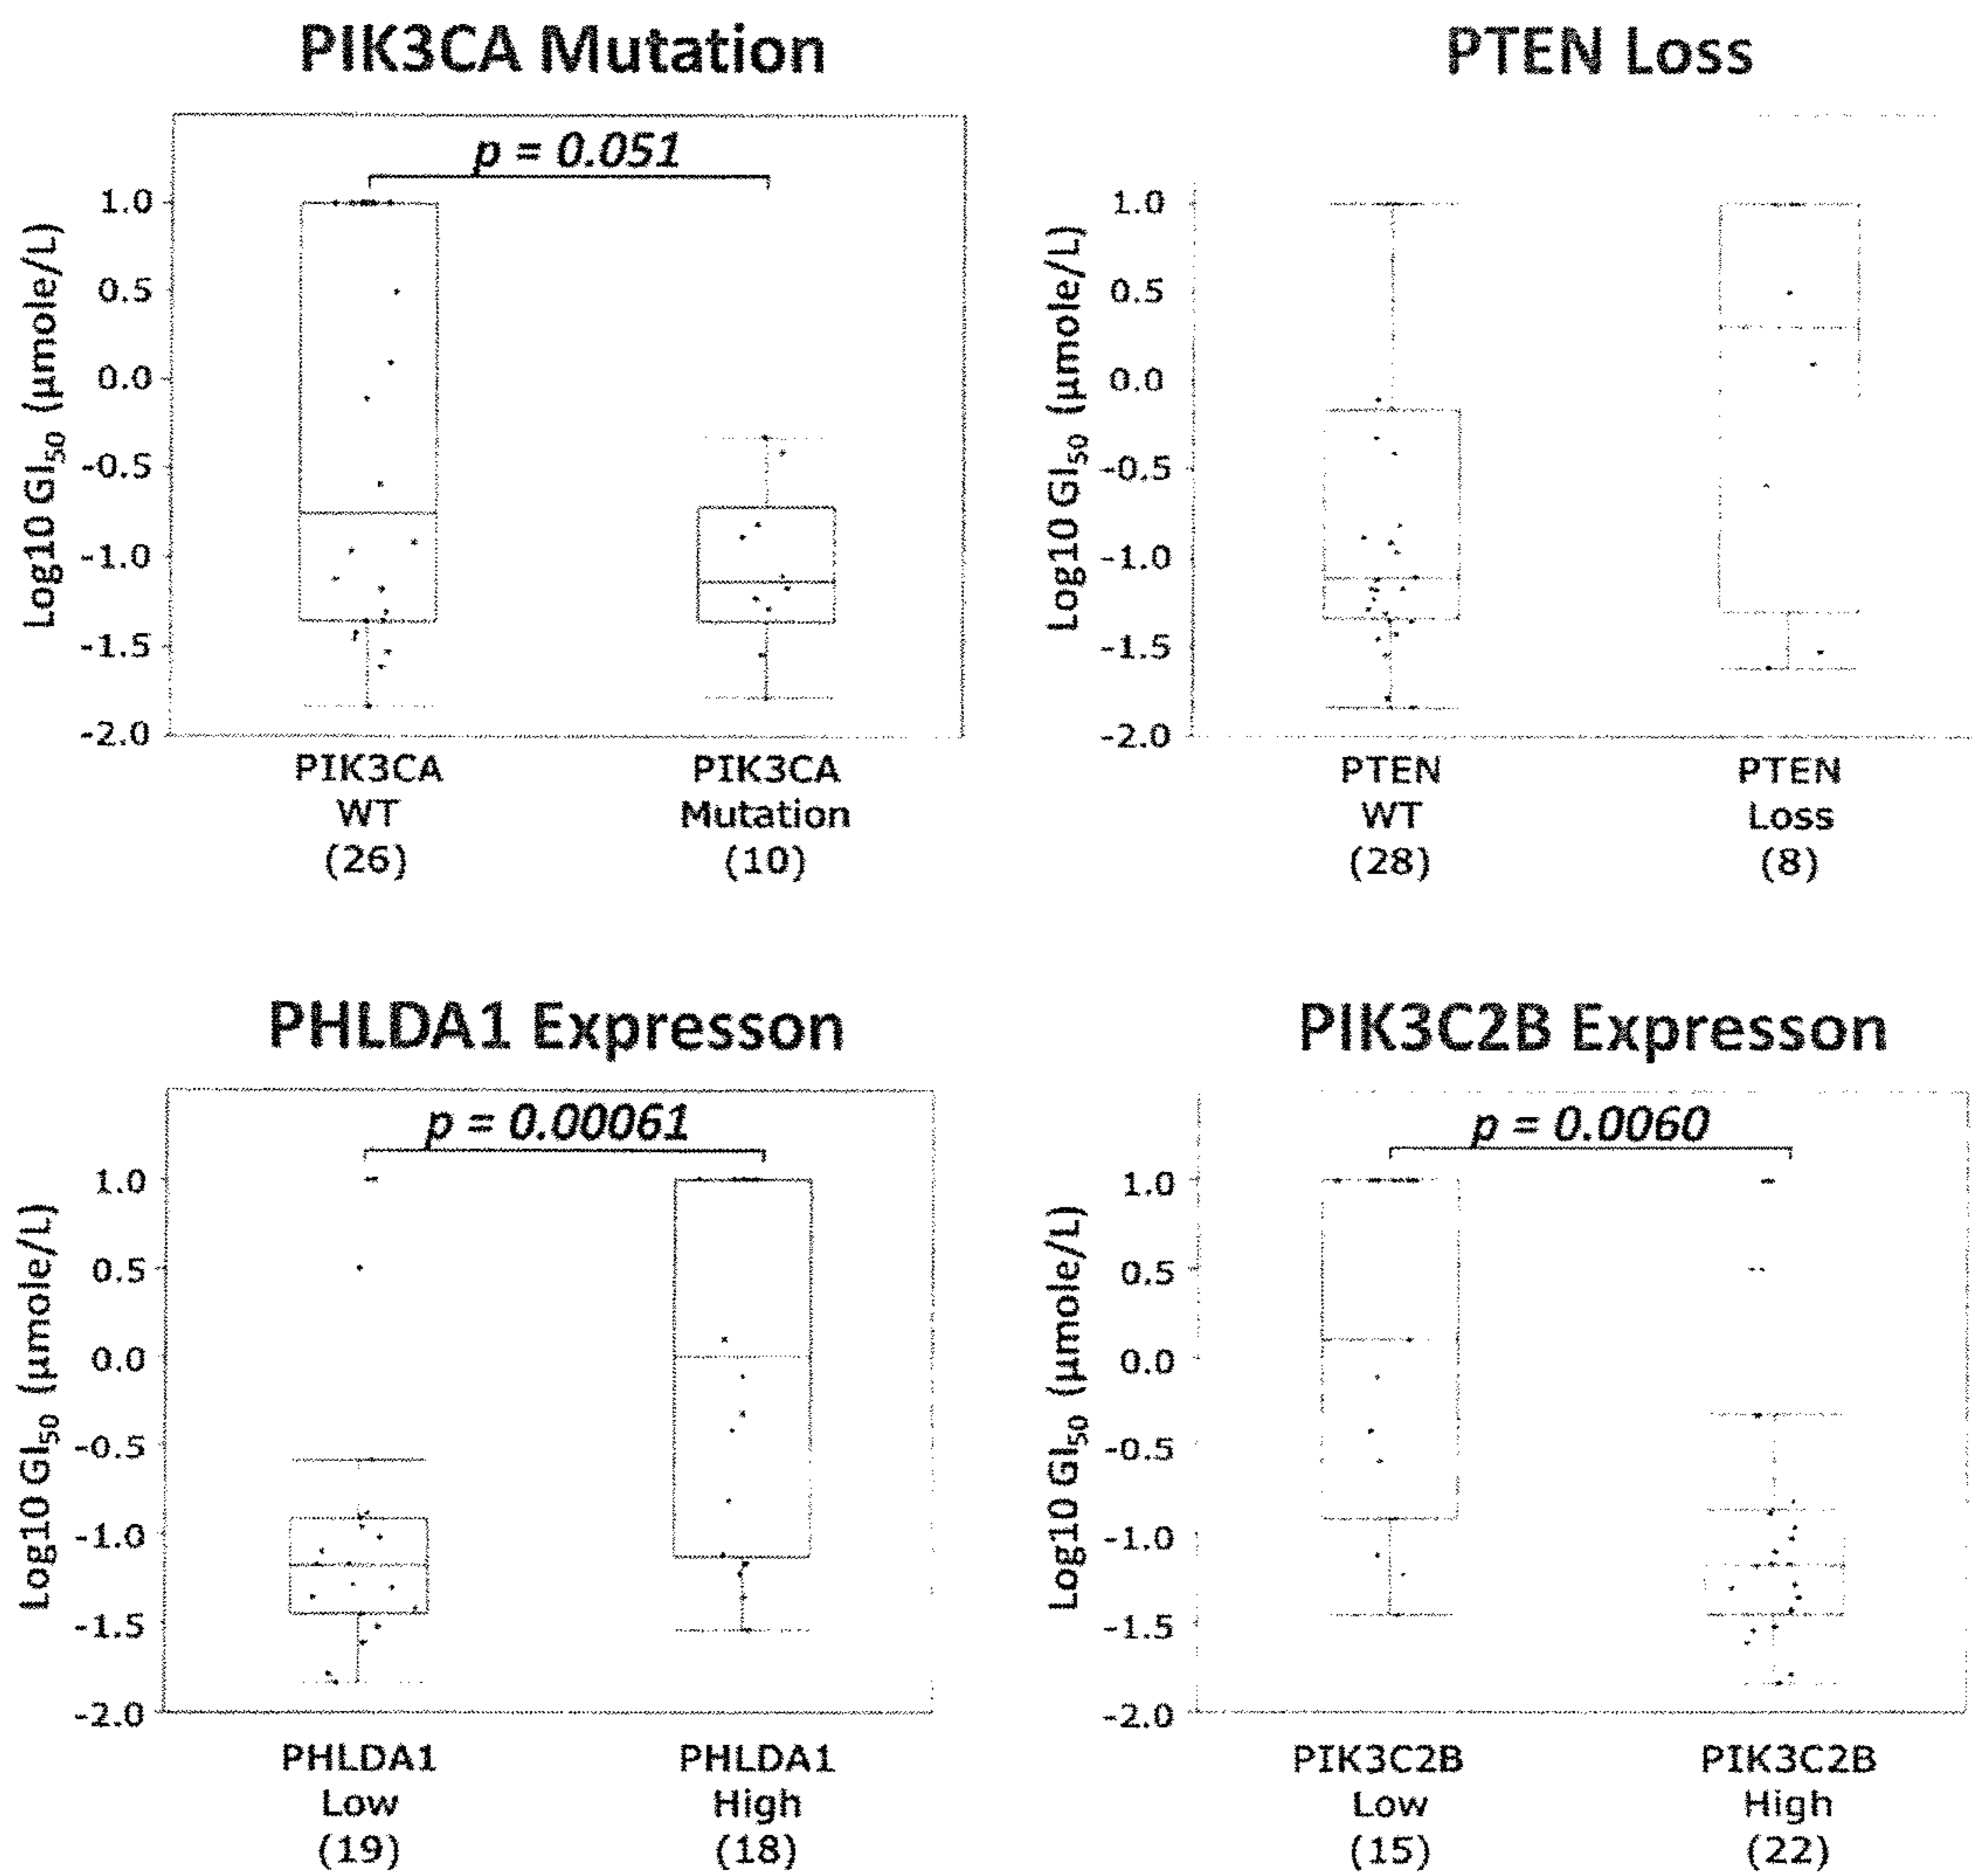 PIK3CA Mutation
p = 0.051
Log10 GI50 (µmole/L)
1.0
0.5
0.0
-0.5
-1.0
-1.5
-2.0
PIK3CA
WT
(26)
PIK3CA
Mutation
(10)
PTEN Loss
Log10 GI50 (µmole/L)
1.0
0.5
0.0
-0.5
-1.0
-1.5
-2.0
PTEN
WT
(28)
PTEN
Loss
(8)
PHLDA1 Expresson
p = 0.00061
Log10 GI50 (µmole/L)
1.0
0.5
0.0
-0.5
-1.0
-1.5
-2.0
PHLDA1
Low
(19)
PHLDA1
High
(18)
PIK3C2B Expresson
p = 0.0060
Log10 GI50 (µmole/L)
1.0
0.5
0.0
-0.5
-1.0
-1.5
-2.0
PIK3C2B
Low
(15)
PIK3C2B
High
(22)